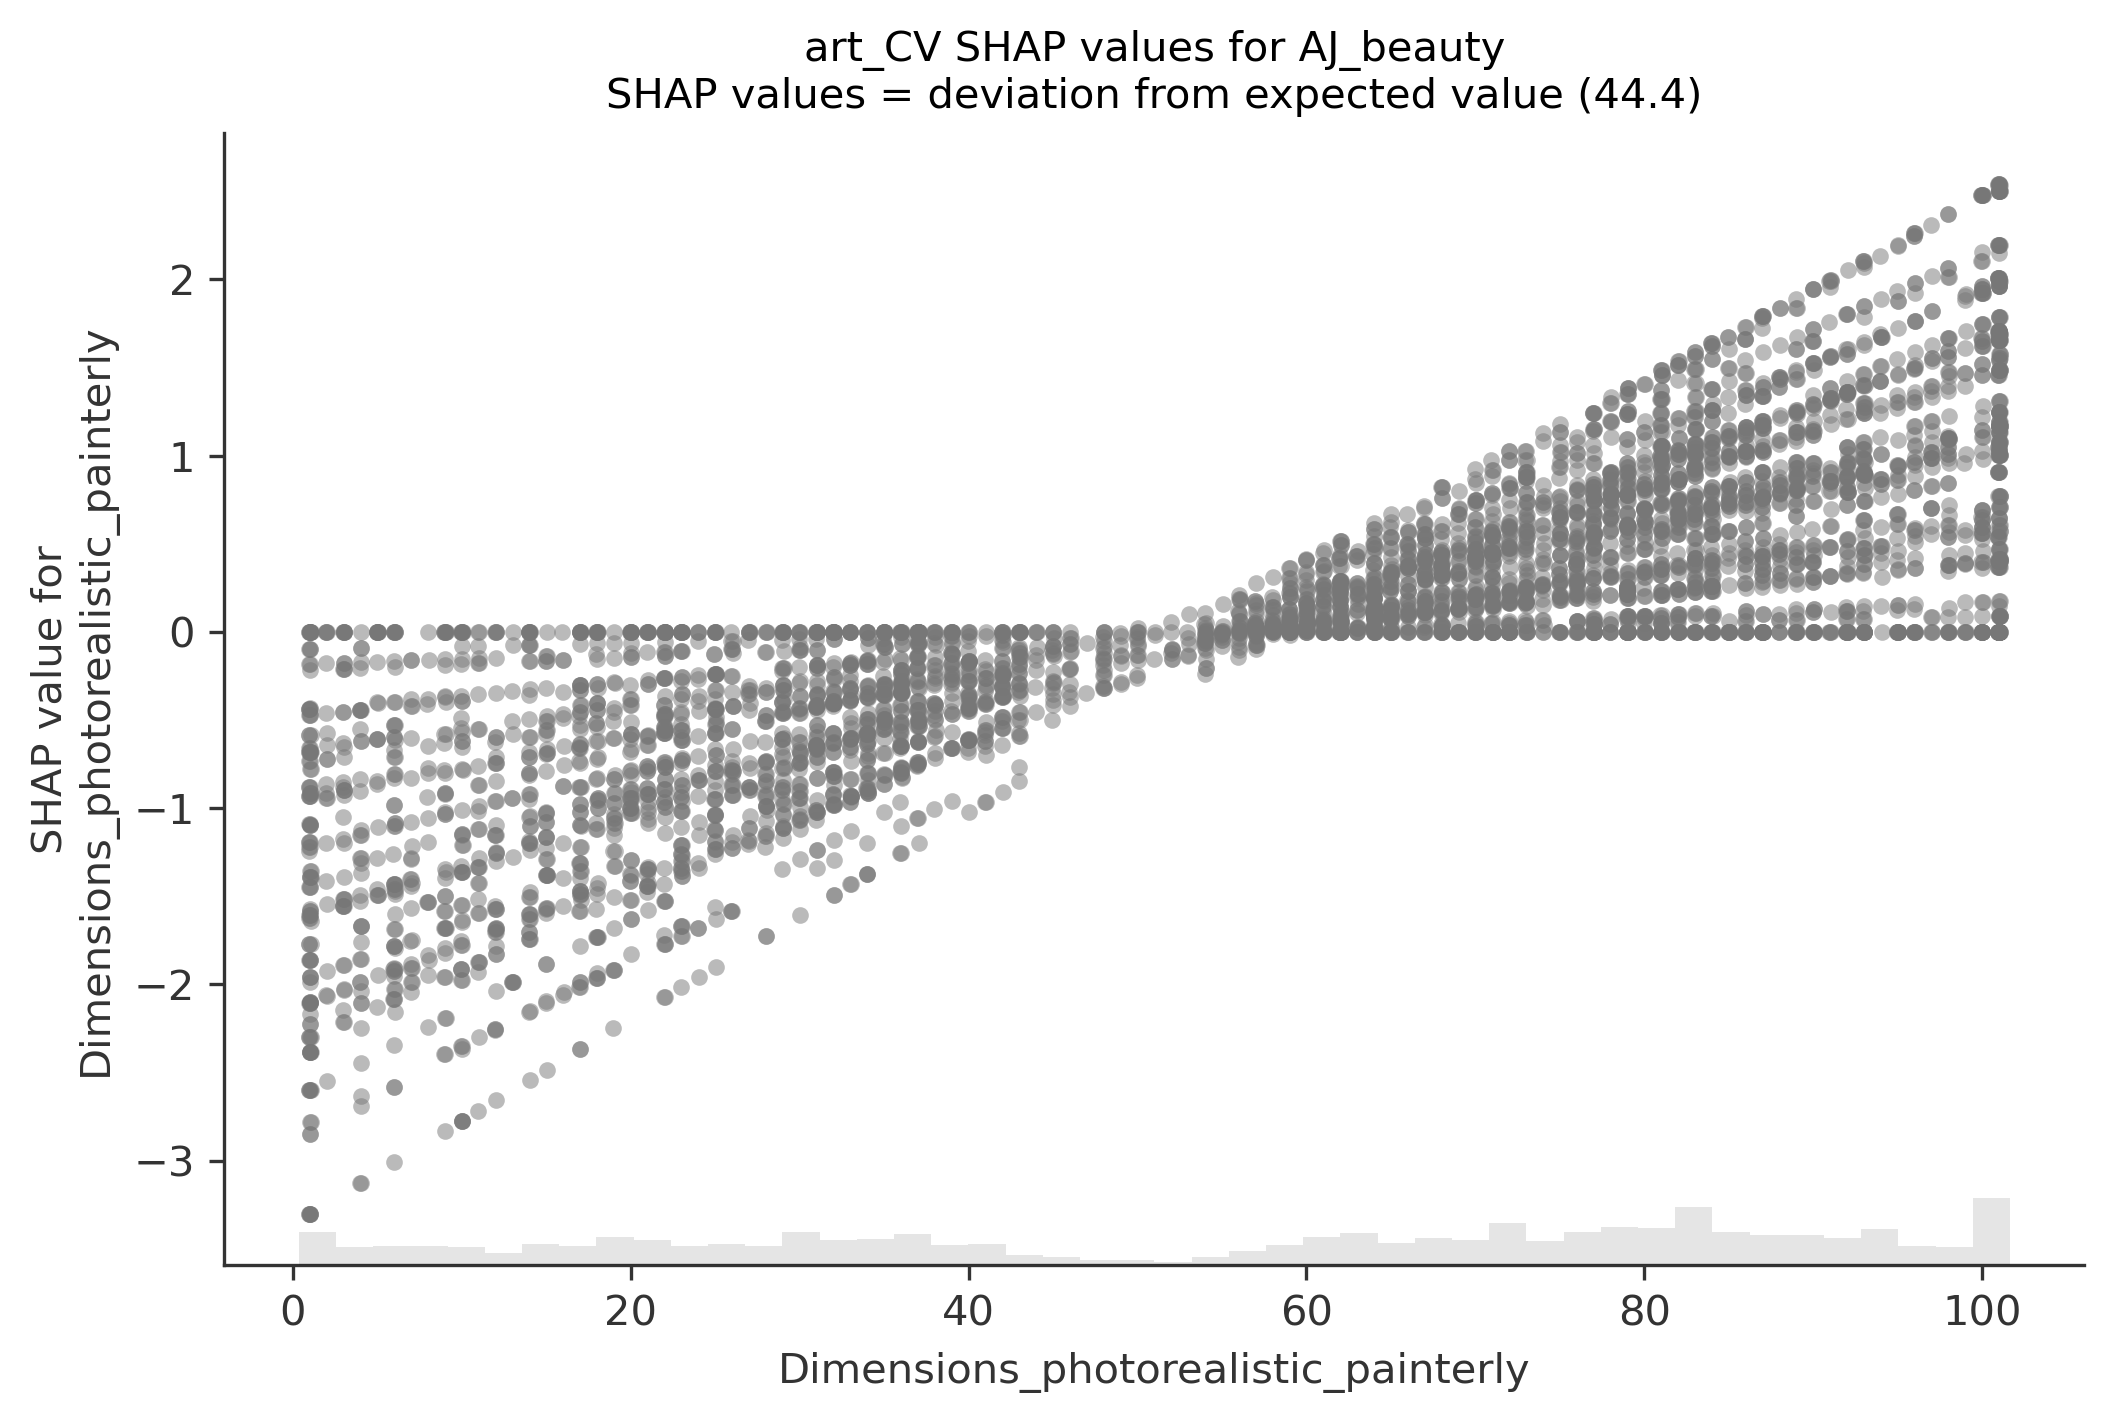 art_CV SHAP values for AJ_beauty
SHAP values = deviation from expected value (44.4)
SHAP value for
Dimensions_photorealistic_painterly
2
1
0
−1
−2
−3
0
20
40
60
80
100
Dimensions_photorealistic_painterly